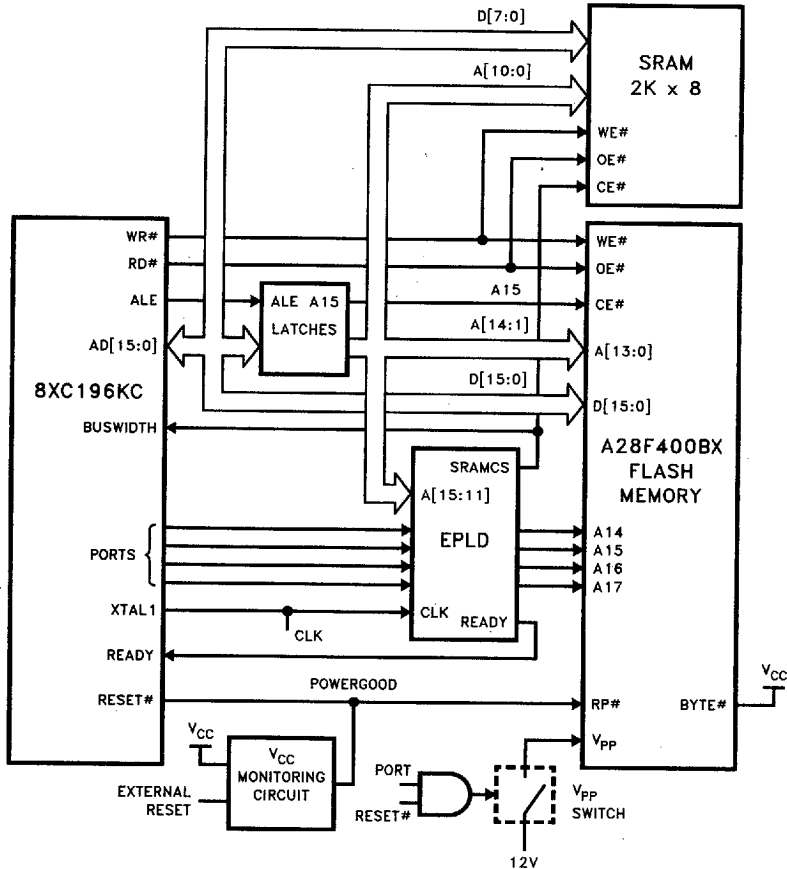 D[7:0]
A[10:0]
SRAM
2K x 8
WE#
OE#
CE#
WR#
RD#
ALE
AD[15:0]
8XC196KC
BUSWIDTH
PORTS
XTAL1
READY
RESET#
ALE A15
LATCHES
A15
A[14:1]
D[15:0]
WE#
OE#
CE#
A[13:0]
D[15:0]
A28F400BX
FLASH
MEMORY
A14
A15
A16
A17
RP#
BYTE#
VPP
VCC
SRAMCS
A[15:11]
EPLD
CLK
READY
CLK
POWERGOOD
VCC
VCC
MONITORING
CIRCUIT
EXTERNAL
RESET
PORT
RESET#
VPP
SWITCH
12V